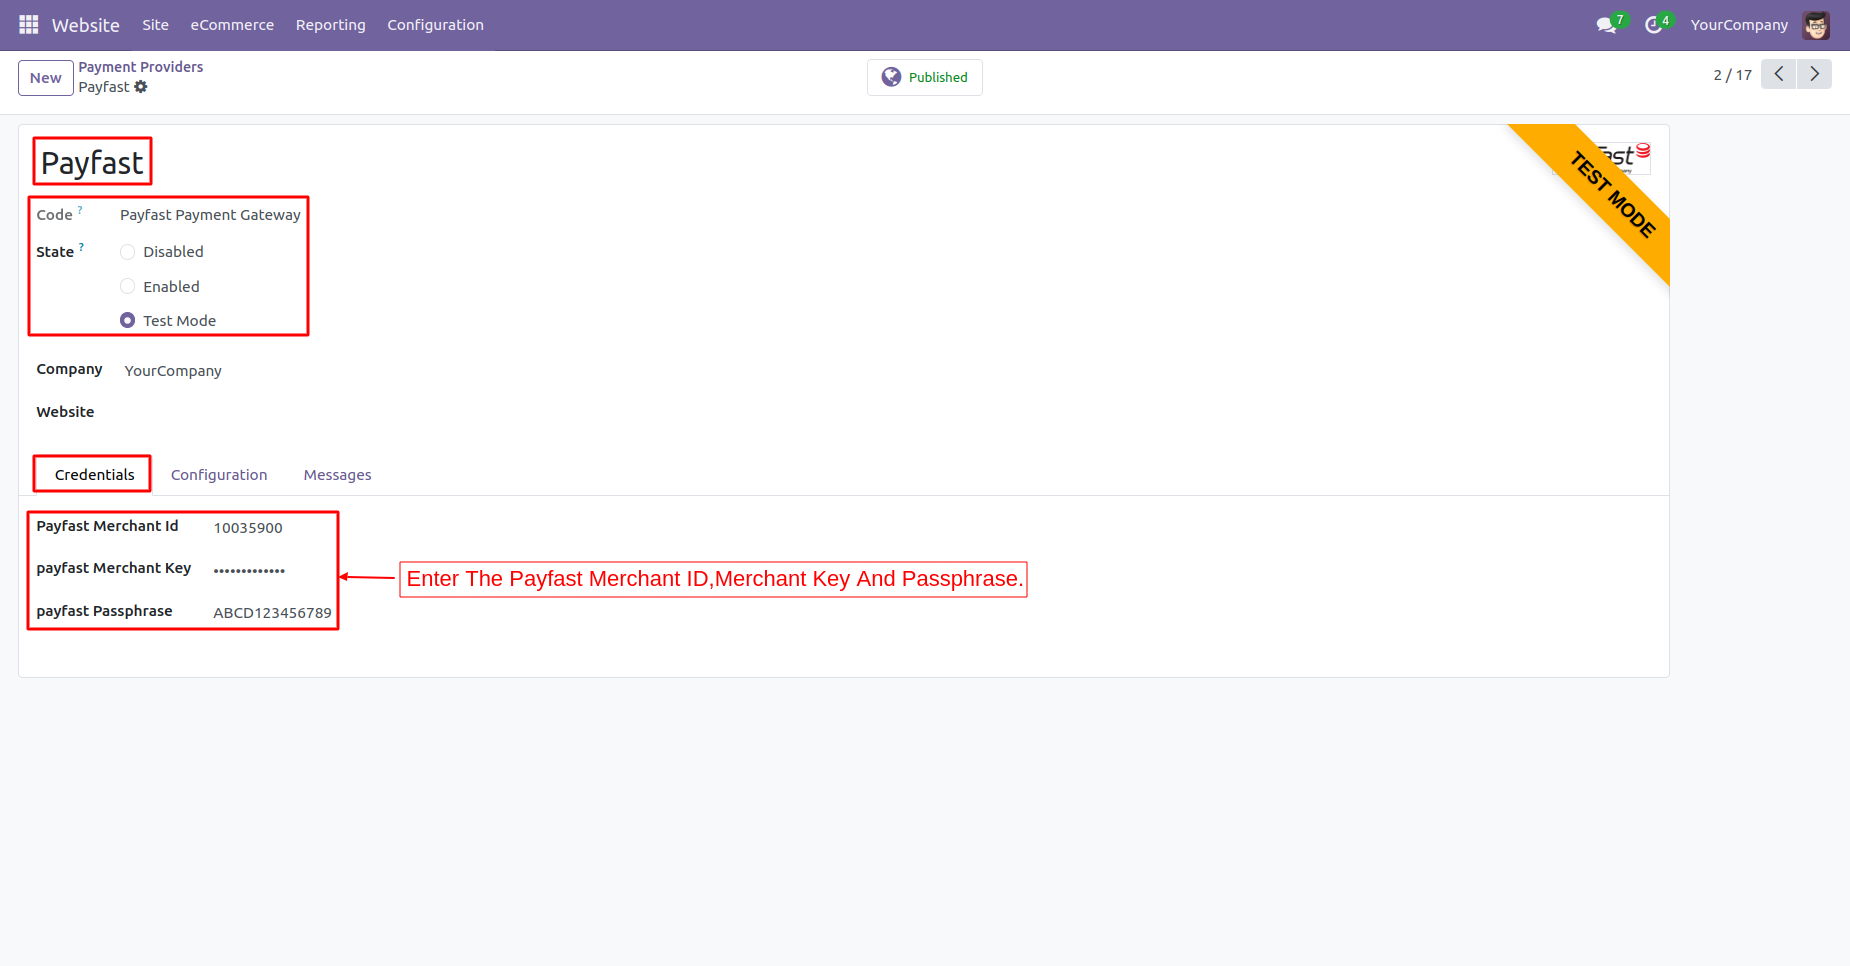 Website Site eCommerce Reporting Configuration 7 4 YourCompany
New Payment Providers
Payfast
Published
2 / 17
Payfast
TEST MODE
Code ? Payfast Payment Gateway
State ? Disabled
Enabled
Test Mode
Company YourCompany
Website
Credentials Configuration Messages
Payfast Merchant Id 10035900
payfast Merchant Key •••••••••••••
payfast Passphrase ABCD123456789
Enter The Payfast Merchant ID,Merchant Key And Passphrase.